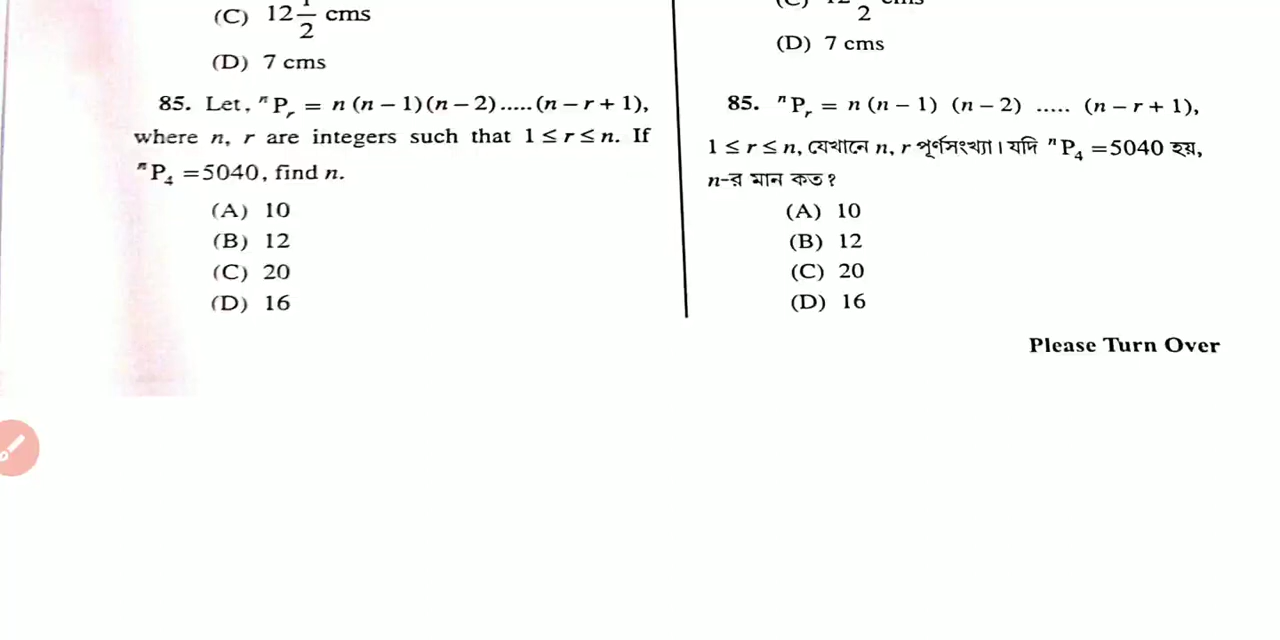 (C) 12 1/2 cms
(D) 7 cms
85. Let, ⁿPᵣ = n (n − 1)(n − 2).....(n − r + 1),
where n, r are integers such that 1 ≤ r ≤ n. If
ⁿP₄ = 5040, find n.
(A) 10
(B) 12
(C) 20
(D) 16
2
(D) 7 cms
85. ⁿPᵣ = n (n − 1) (n − 2) ..... (n − r + 1),
1 ≤ r ≤ n, যেখানে n, r পূর্ণসংখ্যা। যদি ⁿP₄ = 5040 হয়,
n-র মান কত?
(A) 10
(B) 12
(C) 20
(D) 16
Please Turn Over